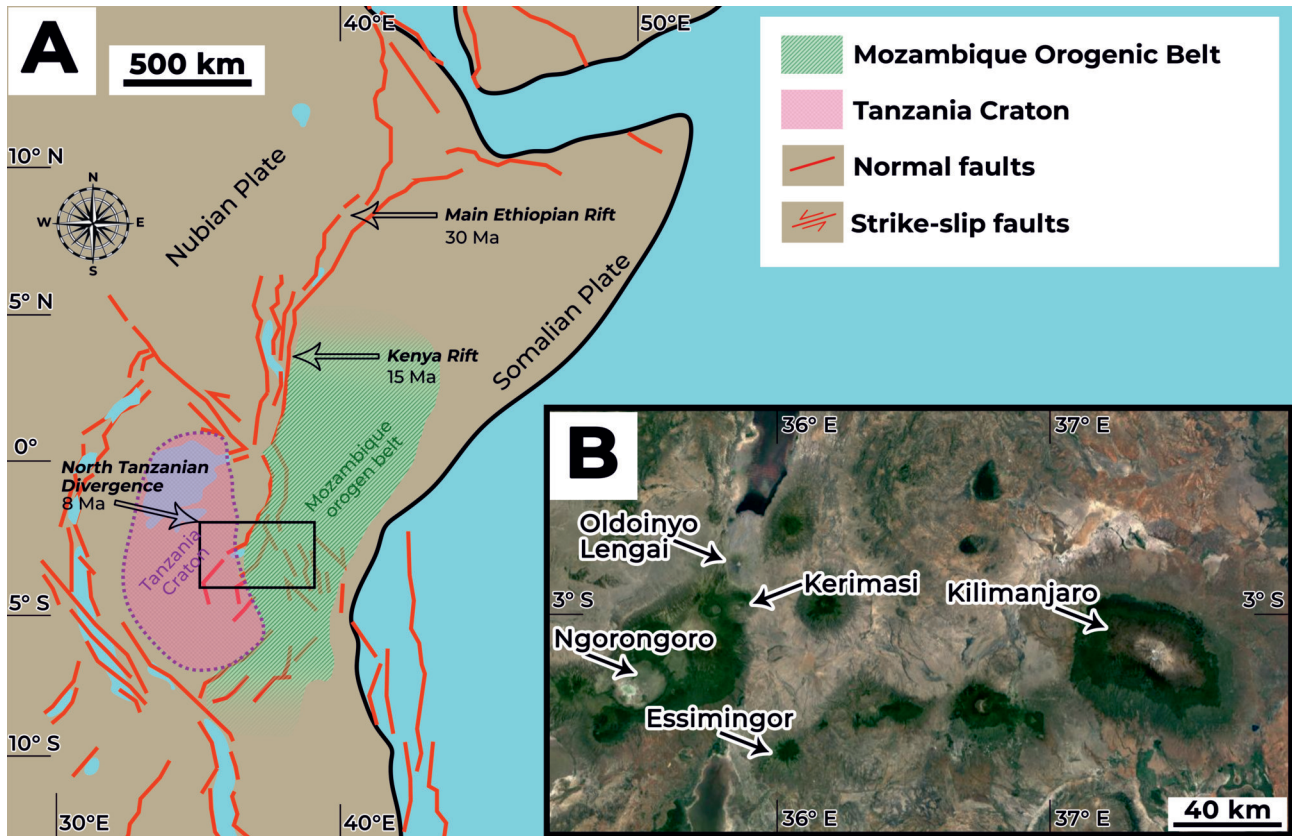 A
500 km
40°E
50°E
Mozambique Orogenic Belt
Tanzania Craton
Normal faults
Strike-slip faults
10° N
N
W
E
S
Nubian Plate
Main Ethiopian Rift
30 Ma
5° N
Somalian Plate
Kenya Rift
15 Ma
0°
North Tanzanian
Divergence
8 Ma
Mozambique
orogen belt
Tanzania
Craton
5° S
10° S
30°E
40°E
B
36° E
37° E
Oldoinyo
Lengai
Kerimasi
Kilimanjaro
3° S
3° S
Ngorongoro
Essimingor
36° E
37° E
40 km